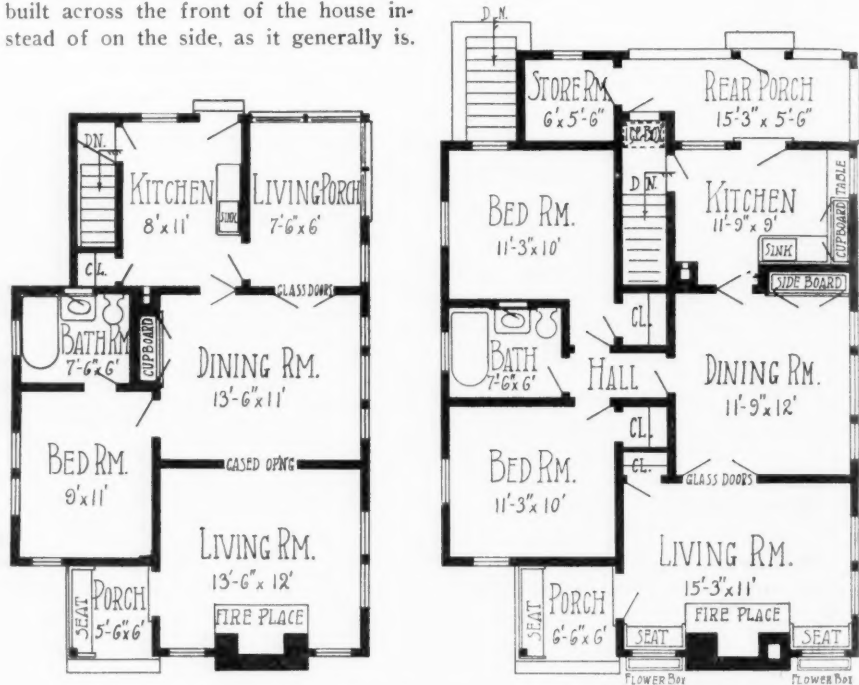 built across the front of the house in-
stead of on the side, as it generally is.
DN.
KITCHEN
8'x11'
SINK
LIVING PORCH
7'-6"x6'
CL.
GLASS DOORS
BATH RM.
7'-6"x6'
CUPBOARD
DINING RM.
13'-6"x11'
BED RM.
9'x11'
CASED OP'NG
LIVING RM.
13'-6"x12'
FIRE PLACE
SEAT
PORCH
5'-6"x6'
DN.
STORE RM.
6'x5'-6"
REAR PORCH
15'-3"x5'-6"
ICE BOX
DN.
BED RM.
11'-3"x10'
KITCHEN
11'-9"x9'
TABLE
CUPBOARD
SINK
SIDE BOARD
CL.
BATH
7'-6"x6'
HALL
DINING RM.
11'-9"x12'
CL.
CL.
BED RM.
11'-3"x10'
GLASS DOORS
LIVING RM.
15'-3"x11'
FIRE PLACE
SEAT
PORCH
6'-6"x6'
SEAT
SEAT
FLOWER BOX
FLOWER BOX